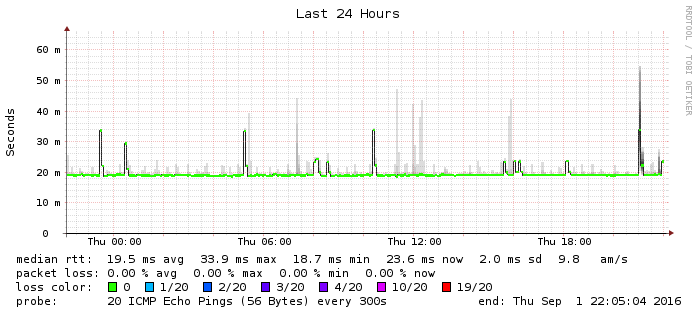 Last 24 Hours
RRDTOOL / TOBI OETIKER
Seconds
60 m
50 m
40 m
30 m
20 m
10 m
0
Thu 00:00 Thu 06:00 Thu 12:00 Thu 18:00
median rtt: 19.5 ms avg 33.9 ms max 18.7 ms min 23.6 ms now 2.0 ms sd 9.8 am/s
packet loss: 0.00 % avg 0.00 % max 0.00 % min 0.00 % now
loss color: 0 1/20 2/20 3/20 4/20 10/20 19/20
probe: 20 ICMP Echo Pings (56 Bytes) every 300s end: Thu Sep 1 22:05:04 2016